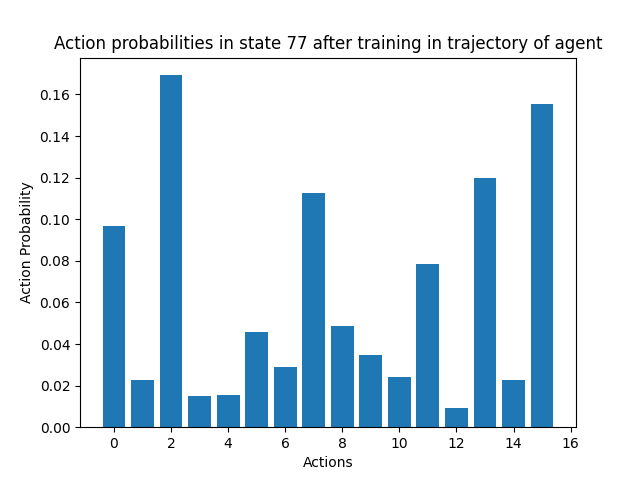 Action probabilities in state 77 after training in trajectory of agent
0.16
0.14
0.12
0.10
0.08
0.06
0.04
0.02
0.00
Action Probability
0 2 4 6 8 10 12 14 16
Actions